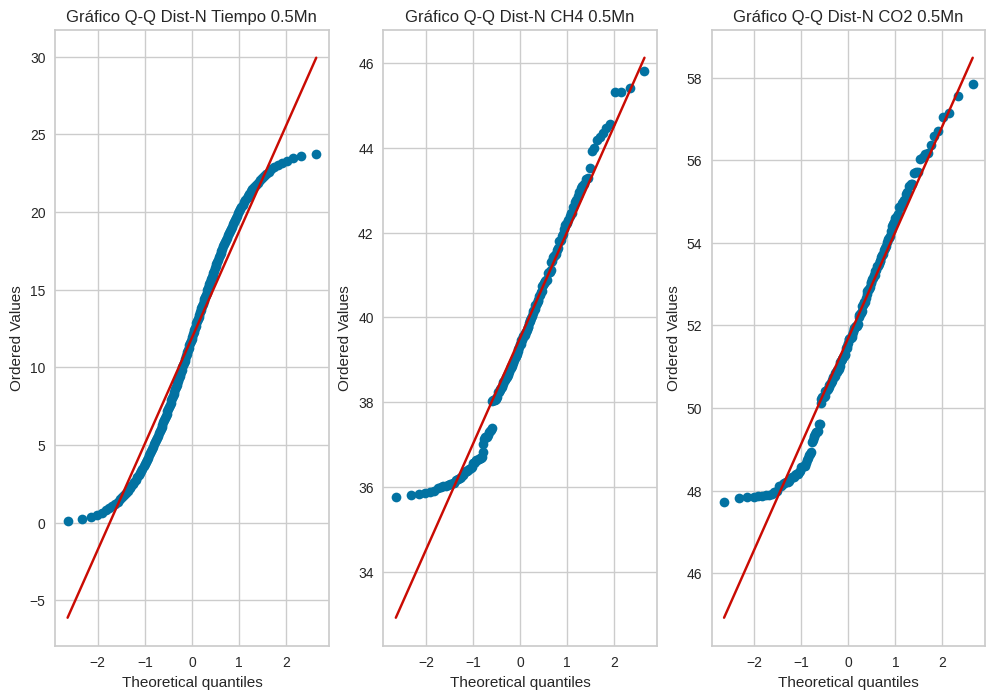 Gráfico Q-Q Dist-N Tiempo 0.5Mn
Ordered Values
30
25
20
15
10
5
0
−5
−2 −1 0 1 2
Theoretical quantiles
Gráfico Q-Q Dist-N CH4 0.5Mn
Ordered Values
46
44
42
40
38
36
34
−2 −1 0 1 2
Theoretical quantiles
Gráfico Q-Q Dist-N CO2 0.5Mn
Ordered Values
58
56
54
52
50
48
46
−2 −1 0 1 2
Theoretical quantiles